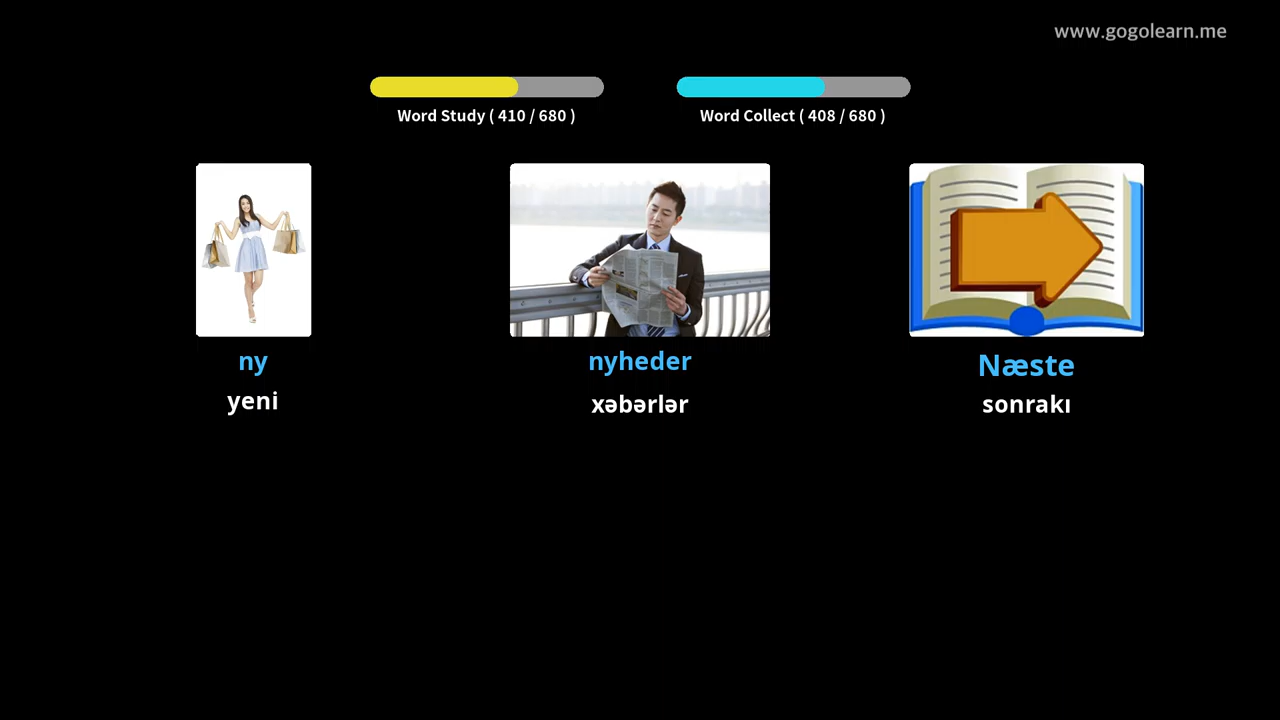 www.gogolearn.me
Word Study ( 410 / 680 )
Word Collect ( 408 / 680 )
ny
yeni
nyheder
xəbərlər
Næste
sonrakı